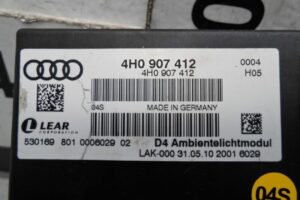 4H0 907 412 0004
4H0 907 412 H05
04S MADE IN GERMANY
LEAR
CORPORATION
530169 801 0006029 02 D4 Ambientelichtmodul
LAK-000 31.05.10 2001 6029
04S